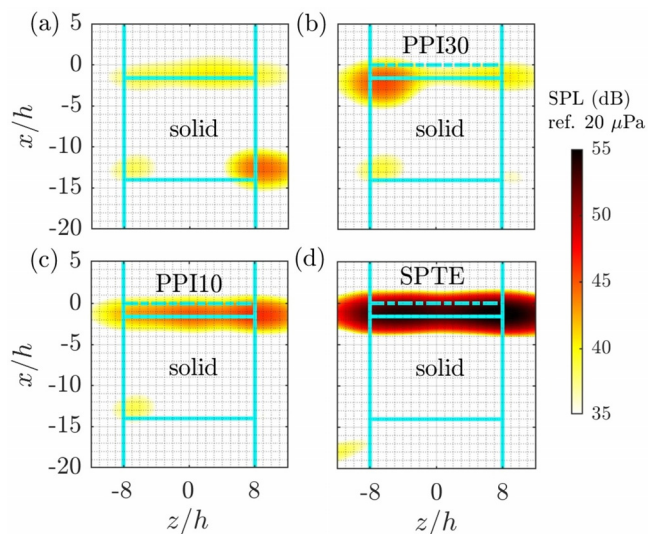 (a)
5
0
-5
-10
-15
-20
x/h
solid
(b)
PPI30
solid
SPL (dB)
ref. 20 μPa
55
50
45
40
35
(c)
5
0
-5
-10
-15
-20
x/h
PPI10
solid
-8 0 8
z/h
(d)
SPTE
solid
-8 0 8
z/h